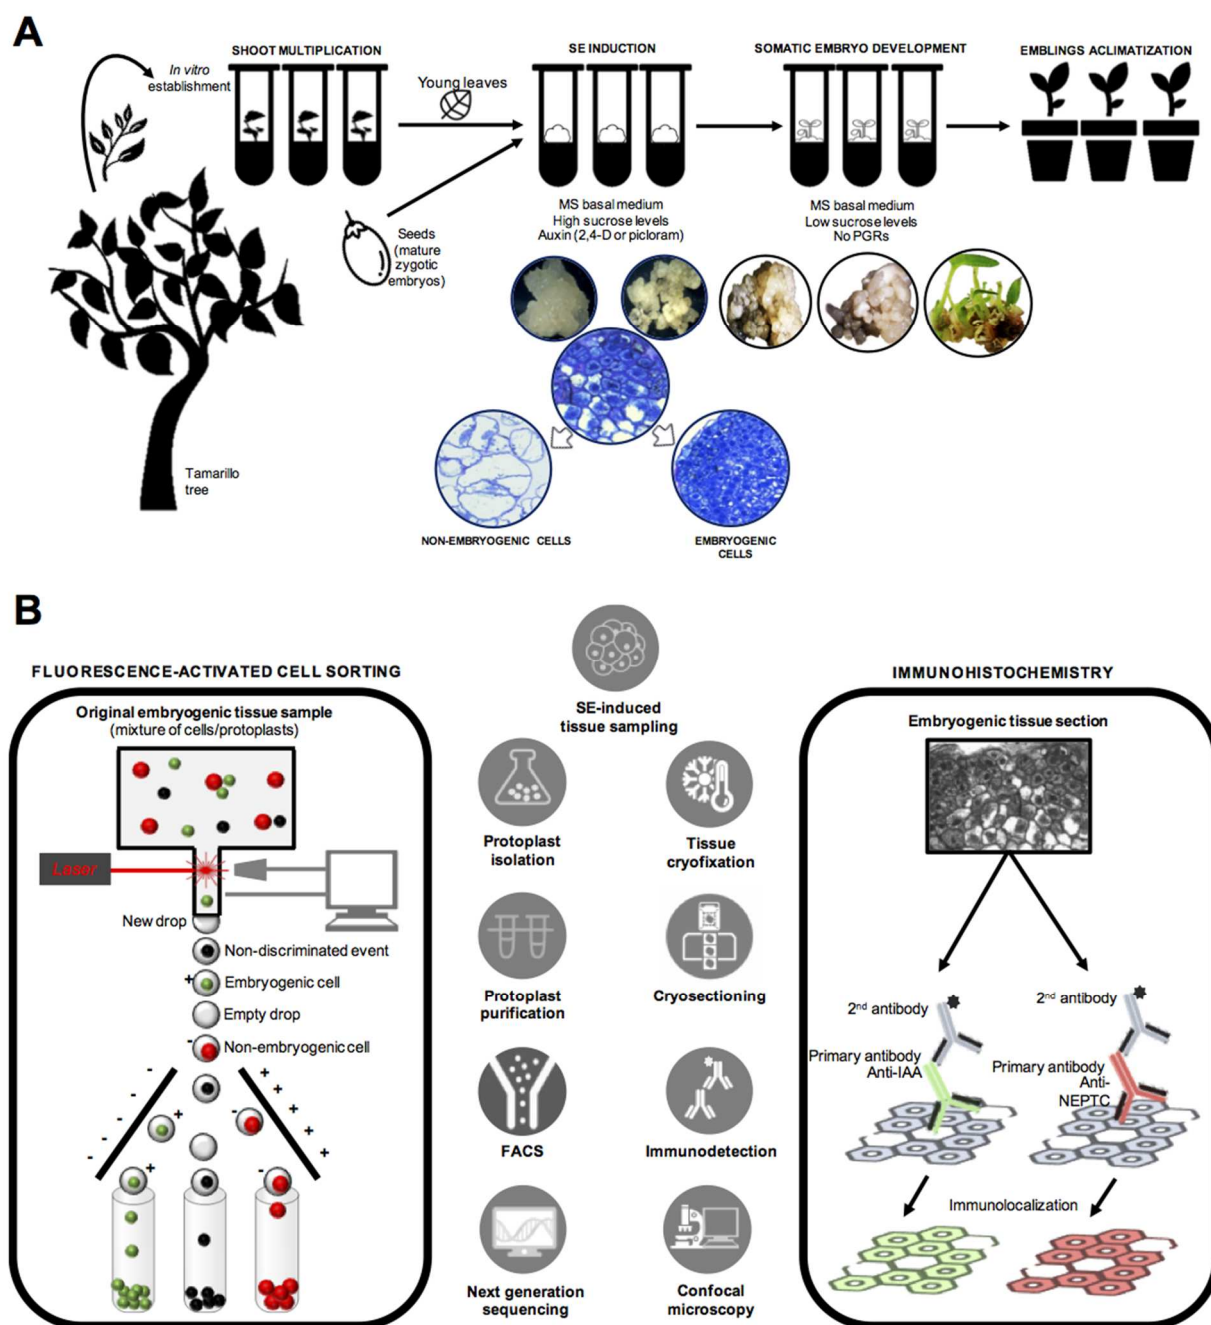 A
SHOOT MULTIPLICATION
SE INDUCTION
SOMATIC EMBRYO DEVELOPMENT
EMBLINGS ACLIMATIZATION
In vitro
establishment
Young leaves
Seeds
(mature
zygotic
embryos)
MS basal medium
High sucrose levels
Auxin (2,4-D or picloram)
MS basal medium
Low sucrose levels
No PGRs
Tamarillo
tree
NON-EMBRYOGENIC CELLS
EMBRYOGENIC
CELLS
B
FLUORESCENCE-ACTIVATED CELL SORTING
Original embryogenic tissue sample
(mixture of cells/protoplasts)
Laser
New drop
Non-discriminated event
+
Embryogenic cell
Empty drop
-
Non-embryogenic cell
- - - - -
+ + + + + +
+
-
+
-
SE-induced
tissue sampling
Protoplast
isolation
Tissue
cryofixation
Protoplast
purification
Cryosectioning
FACS
Immunodetection
Next generation
sequencing
Confocal
microscopy
IMMUNOHISTOCHEMISTRY
Embryogenic tissue section
2nd antibody
2nd antibody
Primary antibody
Anti-IAA
Primary antibody
Anti-
NEPTC
Immunolocalization